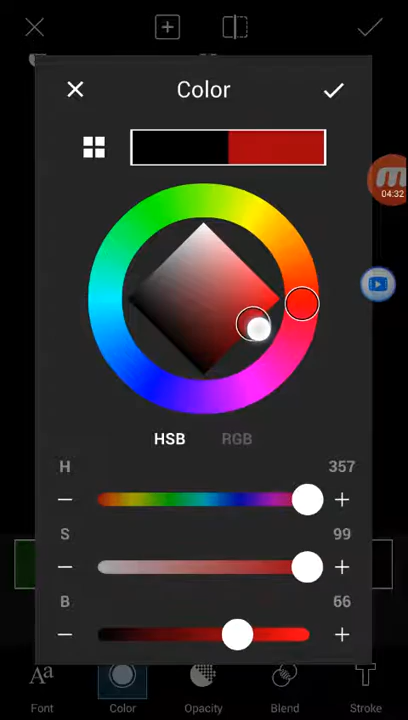 Color
04:32
HSB RGB
H 357
S 99
B 66
Aa T
Font Color Opacity Blend Stroke